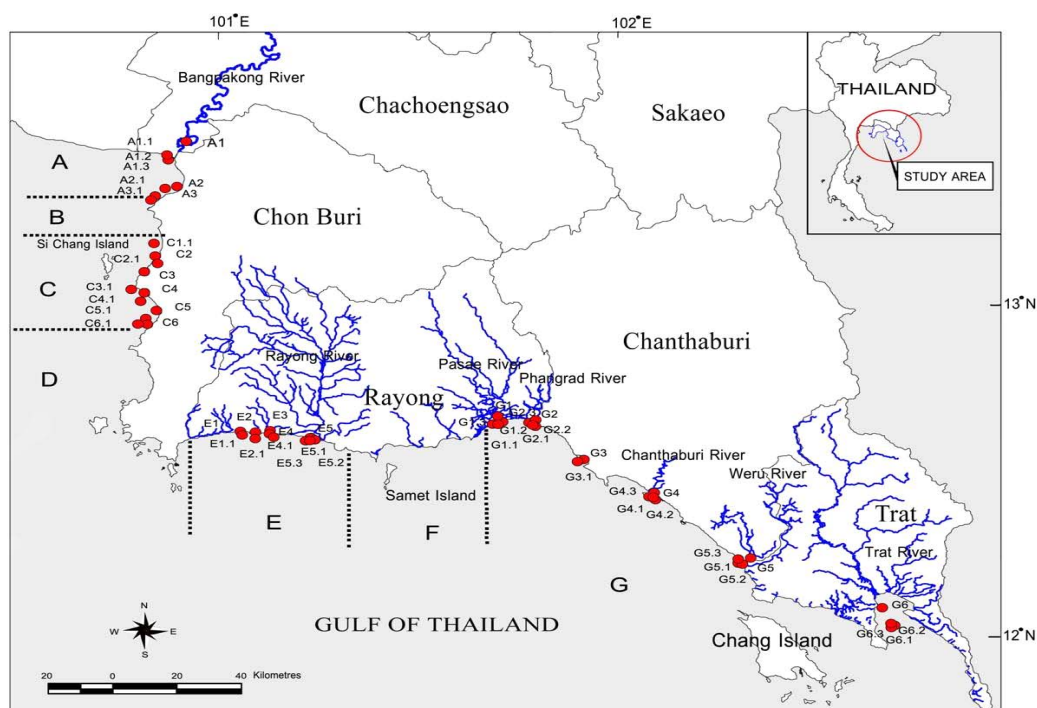 101°E
102°E
Bangpakong River
Chachoengsao
Sakaeo
THAILAND
STUDY AREA
A
A1.1
A1
A1.2
A1.3
A2.1
A2
A3.1
A3
B
Chon Buri
Si Chang Island
C1.1
C2
C2.1
C3
C
C3.1
C4
C4.1
C5.1
C5
C6.1
C6
13°N
D
Chanthaburi
Rayong River
Pasae River
Phangrad River
Rayong
E1
E2
E3
E4
E5
E1.1
E2.1
E4.1
E5.1
E5.3
E5.2
G1
G1.2
G1.1
G2
G2.2
G2.1
G3
G3.1
Chanthaburi River
Weru River
Samet Island
G4.3
G4
G4.1
G4.2
Trat
Trat River
E
F
G5.3
G5
G5.1
G5.2
G
G6
G6.3
G6.2
G6.1
GULF OF THAILAND
Chang Island
12°N
N
W
E
S
20
0
20
40
Kilometres